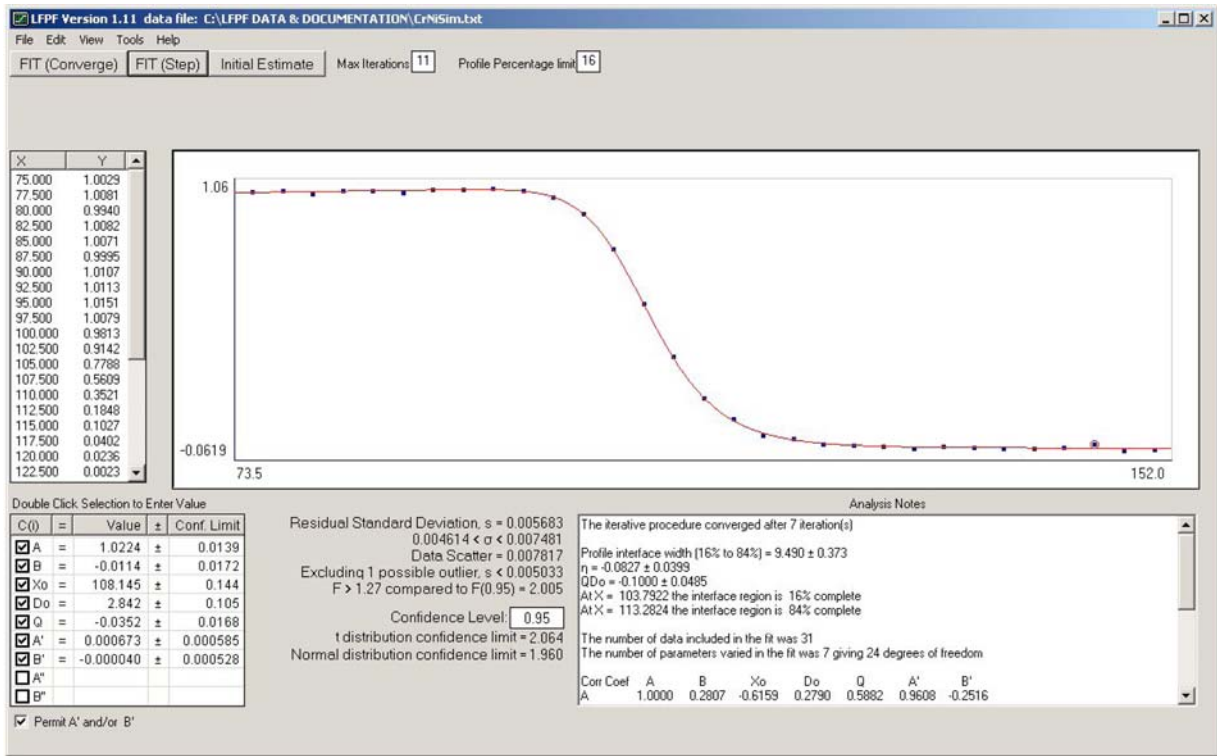 LFPF Version 1.11 data file: C:\LFPF DATA & DOCUMENTATION\CrNiSim.txt
File Edit View Tools Help
FIT (Converge) FIT (Step) Initial Estimate Max Iterations 11 Profile Percentage limit 16
X Y
75.000 1.0029
77.500 1.0081
80.000 0.9940
82.500 1.0082
85.000 1.0071
87.500 0.9995
90.000 1.0107
92.500 1.0113
95.000 1.0151
97.500 1.0079
100.000 0.9813
102.500 0.9142
105.000 0.7788
107.500 0.5609
110.000 0.3521
112.500 0.1848
115.000 0.1027
117.500 0.0402
120.000 0.0236
122.500 0.0023
1.06
-0.0619
73.5 152.0
Double Click Selection to Enter Value
C(i) = Value ± Conf. Limit
A = 1.0224 ± 0.0139
B = -0.0114 ± 0.0172
Xo = 108.145 ± 0.144
Do = 2.842 ± 0.105
Q = -0.0352 ± 0.0168
A' = 0.000673 ± 0.000585
B' = -0.000040 ± 0.000528
A"
B"
Permit A' and/or B'
Residual Standard Deviation, s = 0.005683
0.004614 < σ < 0.007481
Data Scatter = 0.007817
Excluding 1 possible outlier, s < 0.005033
F > 1.27 compared to F(0.95) = 2.005
Confidence Level: 0.95
t distribution confidence limit = 2.064
Normal distribution confidence limit = 1.960
Analysis Notes
The iterative procedure converged after 7 iteration(s)
Profile interface width (16% to 84%) = 9.490 ± 0.373
η = -0.0827 ± 0.0399
QDo = -0.1000 ± 0.0485
At X = 103.7922 the interface region is 16% complete
At X = 113.2824 the interface region is 84% complete
The number of data included in the fit was 31
The number of parameters varied in the fit was 7 giving 24 degrees of freedom
Corr Coef A B Xo Do Q A' B'
A 1.0000 0.2807 -0.6159 0.2790 0.5882 0.9608 -0.2516